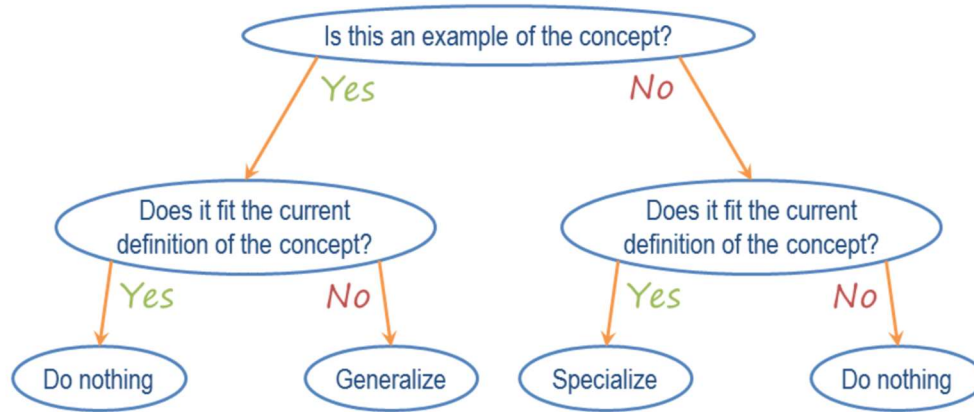 Is this an example of the concept?
Yes
No
Does it fit the current
definition of the concept?
Does it fit the current
definition of the concept?
Yes
No
Yes
No
Do nothing
Generalize
Specialize
Do nothing